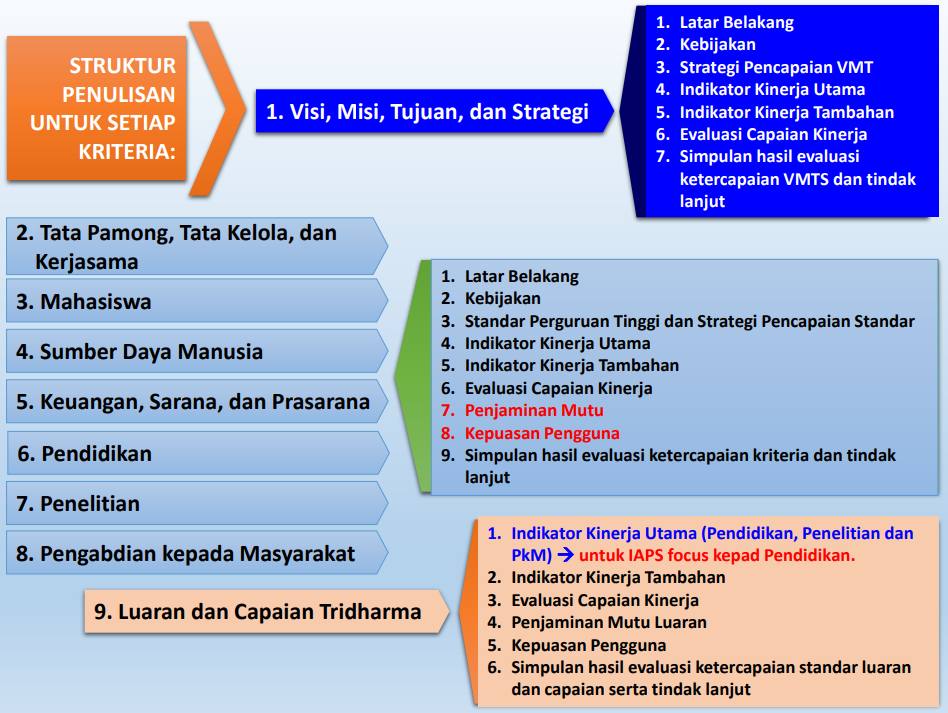 STRUKTUR
PENULISAN
UNTUK SETIAP
KRITERIA:
1. Visi, Misi, Tujuan, dan Strategi
1. Latar Belakang
2. Kebijakan
3. Strategi Pencapaian VMT
4. Indikator Kinerja Utama
5. Indikator Kinerja Tambahan
6. Evaluasi Capaian Kinerja
7. Simpulan hasil evaluasi
ketercapaian VMTS dan tindak
lanjut
2. Tata Pamong, Tata Kelola, dan
Kerjasama
3. Mahasiswa
4. Sumber Daya Manusia
5. Keuangan, Sarana, dan Prasarana
6. Pendidikan
7. Penelitian
8. Pengabdian kepada Masyarakat
1. Latar Belakang
2. Kebijakan
3. Standar Perguruan Tinggi dan Strategi Pencapaian Standar
4. Indikator Kinerja Utama
5. Indikator Kinerja Tambahan
6. Evaluasi Capaian Kinerja
7. Penjaminan Mutu
8. Kepuasan Pengguna
9. Simpulan hasil evaluasi ketercapaian kriteria dan tindak
lanjut
9. Luaran dan Capaian Tridharma
1. Indikator Kinerja Utama (Pendidikan, Penelitian dan
PkM) → untuk IAPS focus kepad Pendidikan.
2. Indikator Kinerja Tambahan
3. Evaluasi Capaian Kinerja
4. Penjaminan Mutu Luaran
5. Kepuasan Pengguna
6. Simpulan hasil evaluasi ketercapaian standar luaran
dan capaian serta tindak lanjut